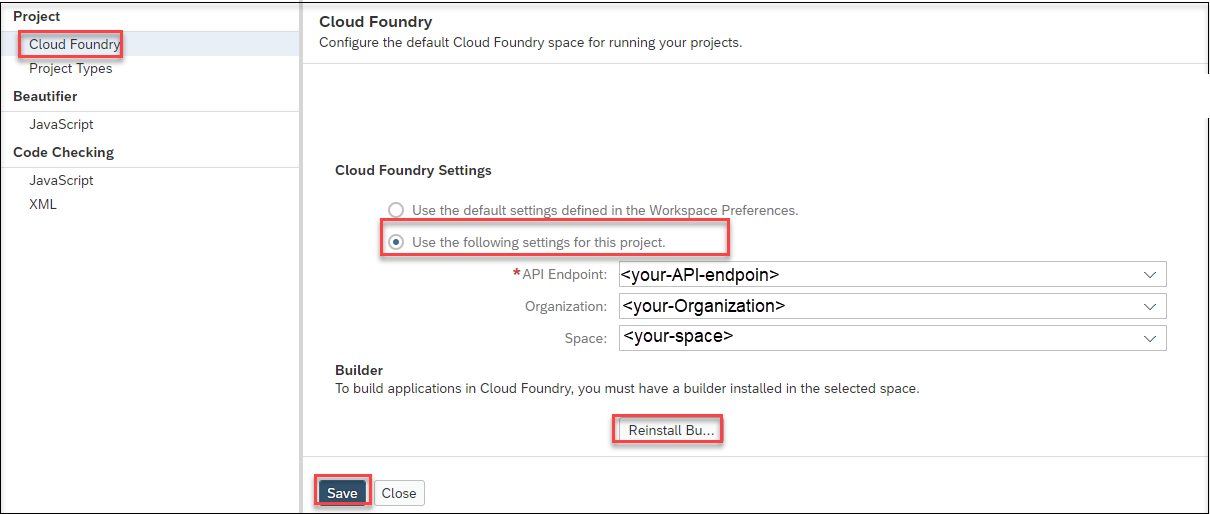 Project
Cloud Foundry
Project Types
Beautifier
JavaScript
Code Checking
JavaScript
XML
Cloud Foundry
Configure the default Cloud Foundry space for running your projects.
Cloud Foundry Settings
Use the default settings defined in the Workspace Preferences.
Use the following settings for this project.
*API Endpoint: <your-API-endpoin>
Organization: <your-Organization>
Space: <your-space>
Builder
To build applications in Cloud Foundry, you must have a builder installed in the selected space.
Reinstall Bu...
Save Close